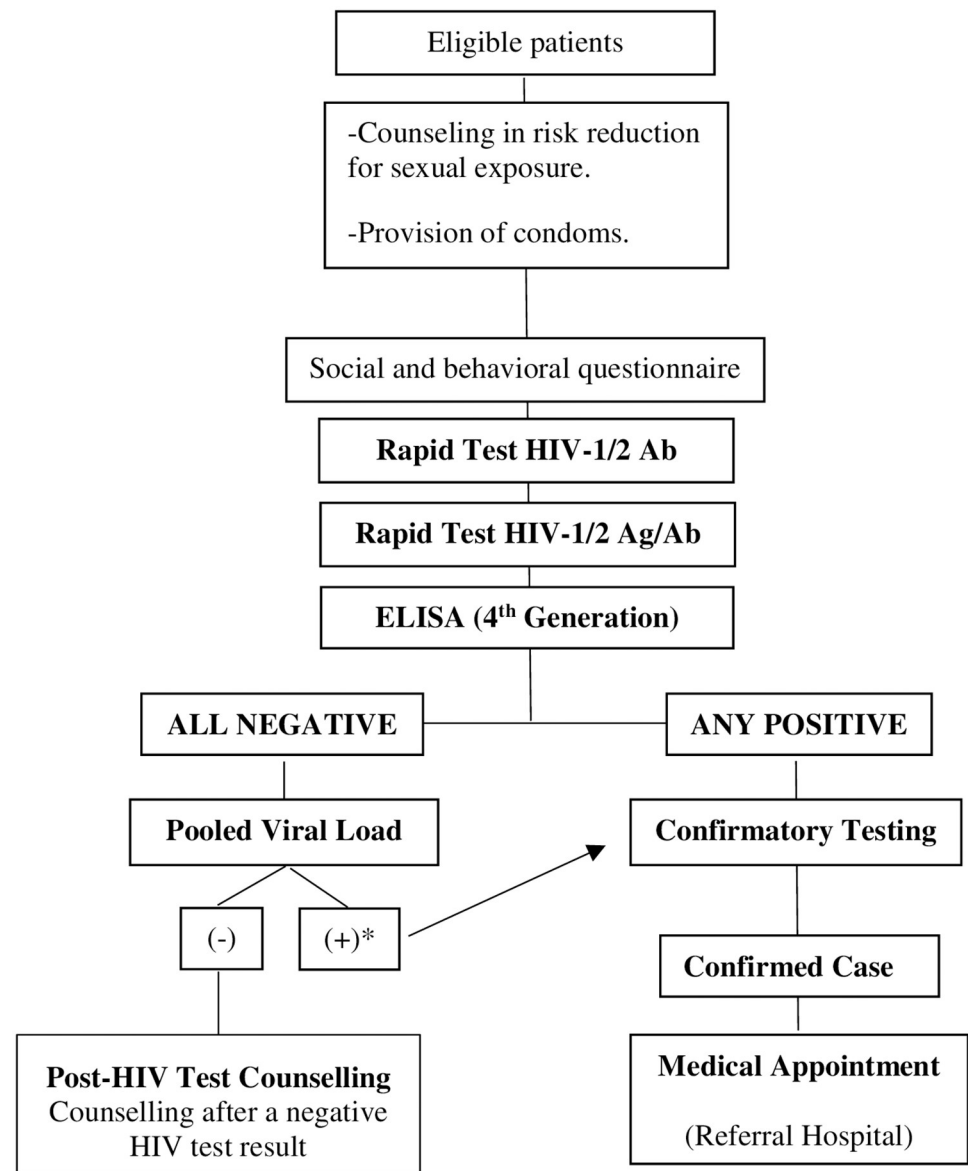 Eligible patients
-Counseling in risk reduction
for sexual exposure.
-Provision of condoms.
Social and behavioral questionnaire
Rapid Test HIV-1/2 Ab
Rapid Test HIV-1/2 Ag/Ab
ELISA (4th Generation)
ALL NEGATIVE
ANY POSITIVE
Pooled Viral Load
Confirmatory Testing
(-)
(+)*
Confirmed Case
Post-HIV Test Counselling
Counselling after a negative
HIV test result
Medical Appointment
(Referral Hospital)